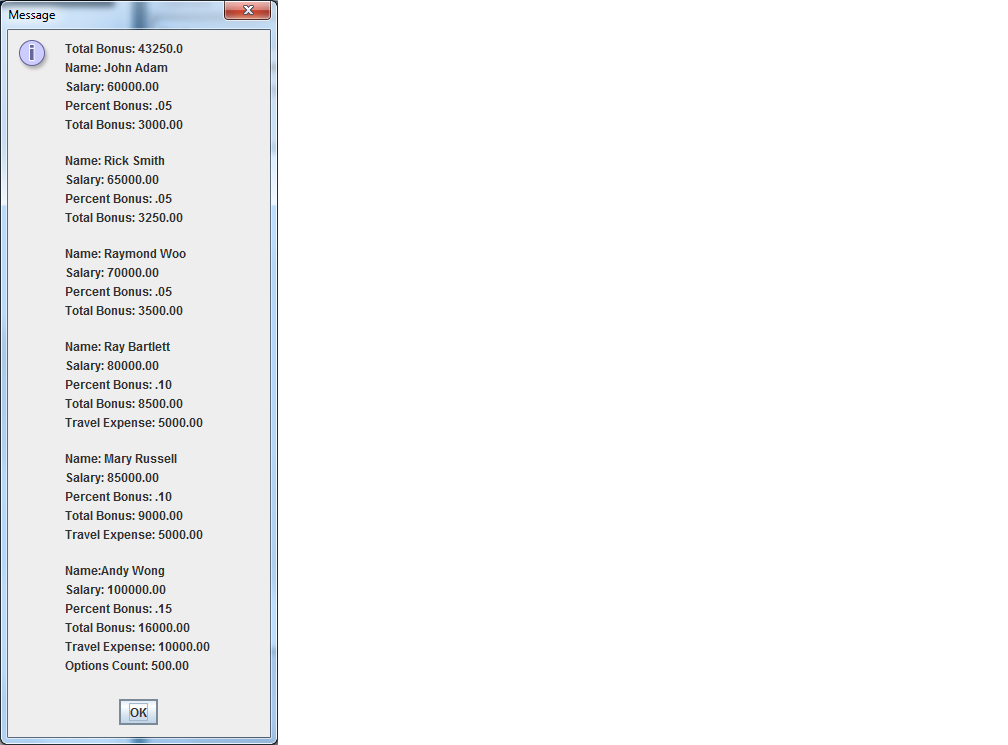 Message
Total Bonus: 43250.0
Name: John Adam
Salary: 60000.00
Percent Bonus: .05
Total Bonus: 3000.00
Name: Rick Smith
Salary: 65000.00
Percent Bonus: .05
Total Bonus: 3250.00
Name: Raymond Woo
Salary: 70000.00
Percent Bonus: .05
Total Bonus: 3500.00
Name: Ray Bartlett
Salary: 80000.00
Percent Bonus: .10
Total Bonus: 8500.00
Travel Expense: 5000.00
Name: Mary Russell
Salary: 85000.00
Percent Bonus: .10
Total Bonus: 9000.00
Travel Expense: 5000.00
Name:Andy Wong
Salary: 100000.00
Percent Bonus: .15
Total Bonus: 16000.00
Travel Expense: 10000.00
Options Count: 500.00
OK